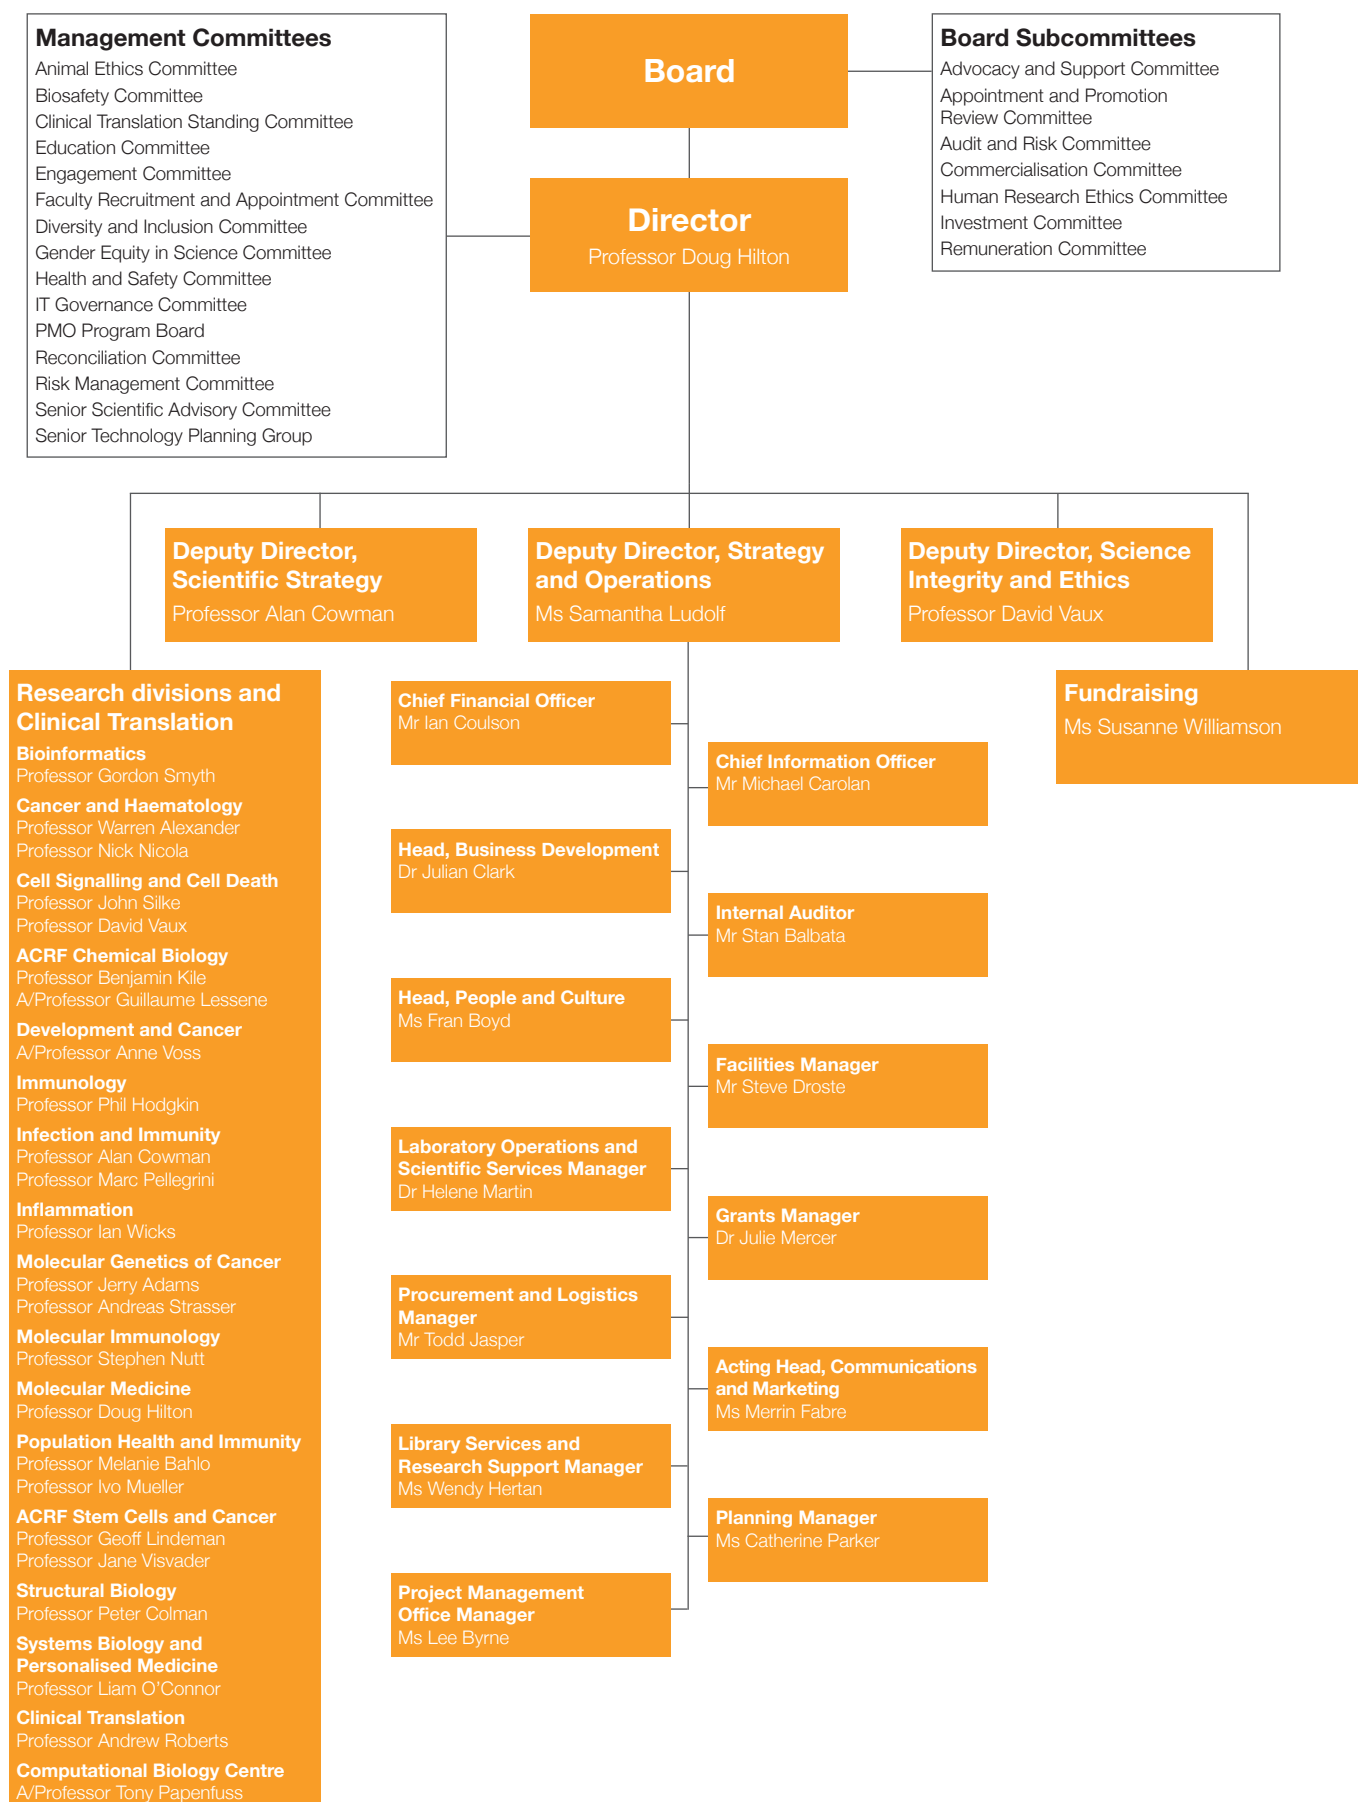 Management Committees
Animal Ethics Committee
Biosafety Committee
Clinical Translation Standing Committee
Education Committee
Engagement Committee
Faculty Recruitment and Appointment Committee
Diversity and Inclusion Committee
Gender Equity in Science Committee
Health and Safety Committee
IT Governance Committee
PMO Program Board
Reconciliation Committee
Risk Management Committee
Senior Scientific Advisory Committee
Senior Technology Planning Group
Board
Board Subcommittees
Advocacy and Support Committee
Appointment and Promotion
Review Committee
Audit and Risk Committee
Commercialisation Committee
Human Research Ethics Committee
Investment Committee
Remuneration Committee
Director
Professor Doug Hilton
Deputy Director,
Scientific Strategy
Professor Alan Cowman
Deputy Director, Strategy
and Operations
Ms Samantha Ludolf
Deputy Director, Science
Integrity and Ethics
Professor David Vaux
Research divisions and
Clinical Translation
Bioinformatics
Professor Gordon Smyth
Cancer and Haematology
Professor Warren Alexander
Professor Nick Nicola
Cell Signalling and Cell Death
Professor John Silke
Professor David Vaux
ACRF Chemical Biology
Professor Benjamin Kile
A/Professor Guillaume Lessene
Development and Cancer
A/Professor Anne Voss
Immunology
Professor Phil Hodgkin
Infection and Immunity
Professor Alan Cowman
Professor Marc Pellegrini
Inflammation
Professor Ian Wicks
Molecular Genetics of Cancer
Professor Jerry Adams
Professor Andreas Strasser
Molecular Immunology
Professor Stephen Nutt
Molecular Medicine
Professor Doug Hilton
Population Health and Immunity
Professor Melanie Bahlo
Professor Ivo Mueller
ACRF Stem Cells and Cancer
Professor Geoff Lindeman
Professor Jane Visvader
Structural Biology
Professor Peter Colman
Systems Biology and
Personalised Medicine
Professor Liam O'Connor
Clinical Translation
Professor Andrew Roberts
Computational Biology Centre
A/Professor Tony Papenfuss
Chief Financial Officer
Mr Ian Coulson
Chief Information Officer
Mr Michael Carolan
Head, Business Development
Dr Julian Clark
Internal Auditor
Mr Stan Balbata
Head, People and Culture
Ms Fran Boyd
Facilities Manager
Mr Steve Droste
Laboratory Operations and
Scientific Services Manager
Dr Helene Martin
Grants Manager
Dr Julie Mercer
Procurement and Logistics
Manager
Mr Todd Jasper
Acting Head, Communications
and Marketing
Ms Merrin Fabre
Library Services and
Research Support Manager
Ms Wendy Hertan
Planning Manager
Ms Catherine Parker
Project Management
Office Manager
Ms Lee Byrne
Fundraising
Ms Susanne Williamson